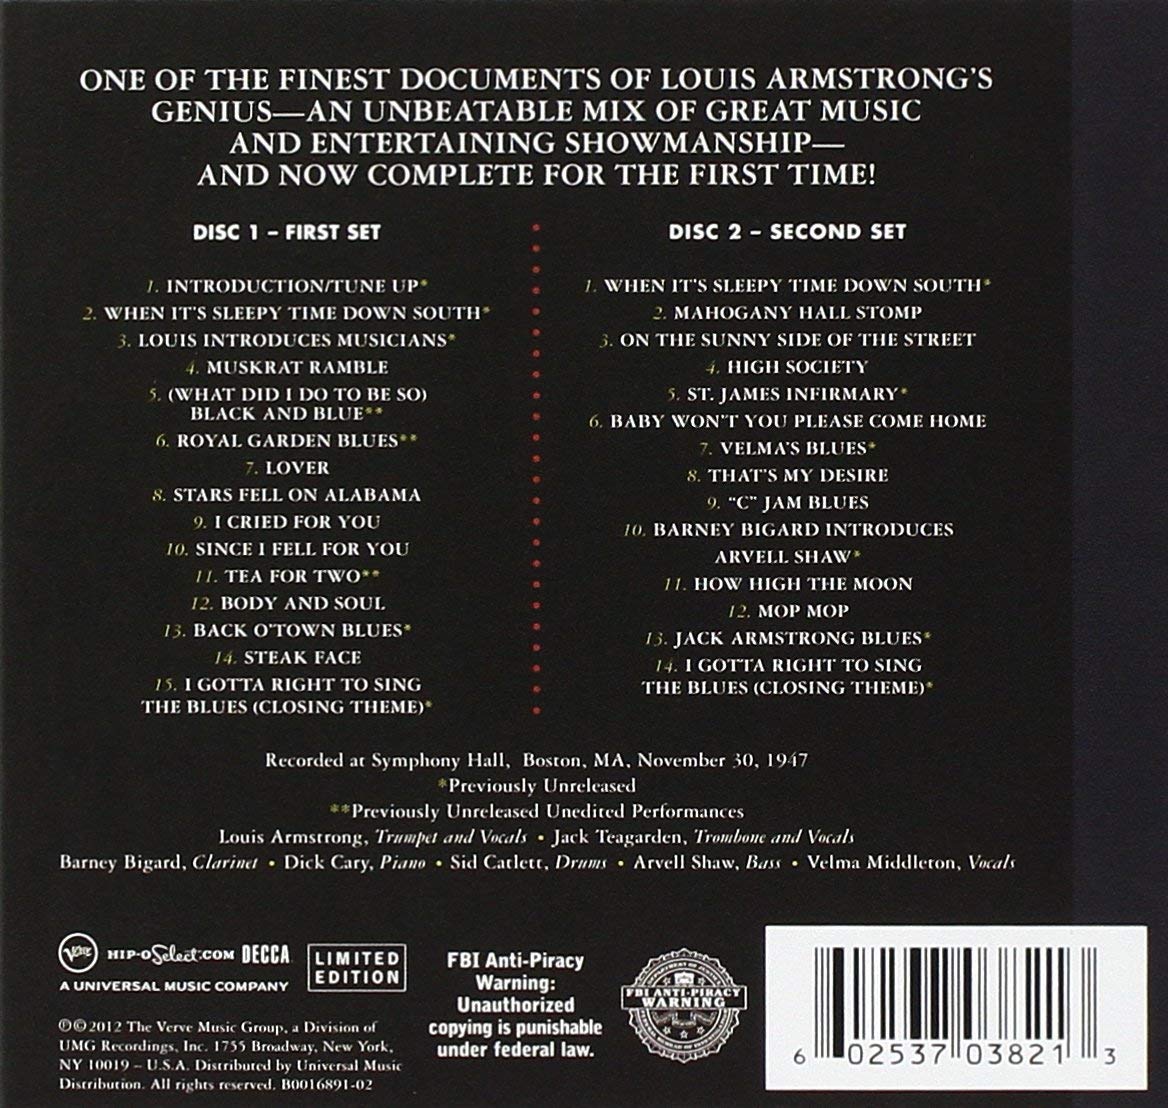 ONE OF THE FINEST DOCUMENTS OF LOUIS ARMSTRONG'S
GENIUS—AN UNBEATABLE MIX OF GREAT MUSIC
AND ENTERTAINING SHOWMANSHIP—
AND NOW COMPLETE FOR THE FIRST TIME!
DISC 1 – FIRST SET
1. INTRODUCTION/TUNE UP*
2. WHEN IT'S SLEEPY TIME DOWN SOUTH*
3. LOUIS INTRODUCES MUSICIANS*
4. MUSKRAT RAMBLE
5. (WHAT DID I DO TO BE SO)
BLACK AND BLUE**
6. ROYAL GARDEN BLUES**
7. LOVER
8. STARS FELL ON ALABAMA
9. I CRIED FOR YOU
10. SINCE I FELL FOR YOU
11. TEA FOR TWO**
12. BODY AND SOUL
13. BACK O'TOWN BLUES*
14. STEAK FACE
15. I GOTTA RIGHT TO SING
THE BLUES (CLOSING THEME)*
DISC 2 – SECOND SET
1. WHEN IT'S SLEEPY TIME DOWN SOUTH*
2. MAHOGANY HALL STOMP
3. ON THE SUNNY SIDE OF THE STREET
4. HIGH SOCIETY
5. ST. JAMES INFIRMARY*
6. BABY WON'T YOU PLEASE COME HOME
7. VELMA'S BLUES*
8. THAT'S MY DESIRE
9. "C" JAM BLUES
10. BARNEY BIGARD INTRODUCES
ARVELL SHAW*
11. HOW HIGH THE MOON
12. MOP MOP
13. JACK ARMSTRONG BLUES*
14. I GOTTA RIGHT TO SING
THE BLUES (CLOSING THEME)*
Recorded at Symphony Hall, Boston, MA, November 30, 1947
*Previously Unreleased
**Previously Unreleased Unedited Performances
Louis Armstrong, Trumpet and Vocals • Jack Teagarden, Trombone and Vocals
Barney Bigard, Clarinet • Dick Cary, Piano • Sid Catlett, Drums • Arvell Shaw, Bass • Velma Middleton, Vocals
Verve HIP-O Select.COM DECCA
A UNIVERSAL MUSIC COMPANY
LIMITED
EDITION
℗©2012 The Verve Music Group, a Division of
UMG Recordings, Inc. 1755 Broadway, New York,
NY 10019 – U.S.A. Distributed by Universal Music
Distribution. All rights reserved. B0016891-02
FBI Anti-Piracy
Warning:
Unauthorized
copying is punishable
under federal law.
FBI ANTI-PIRACY
WARNING
6 02537 03821 3